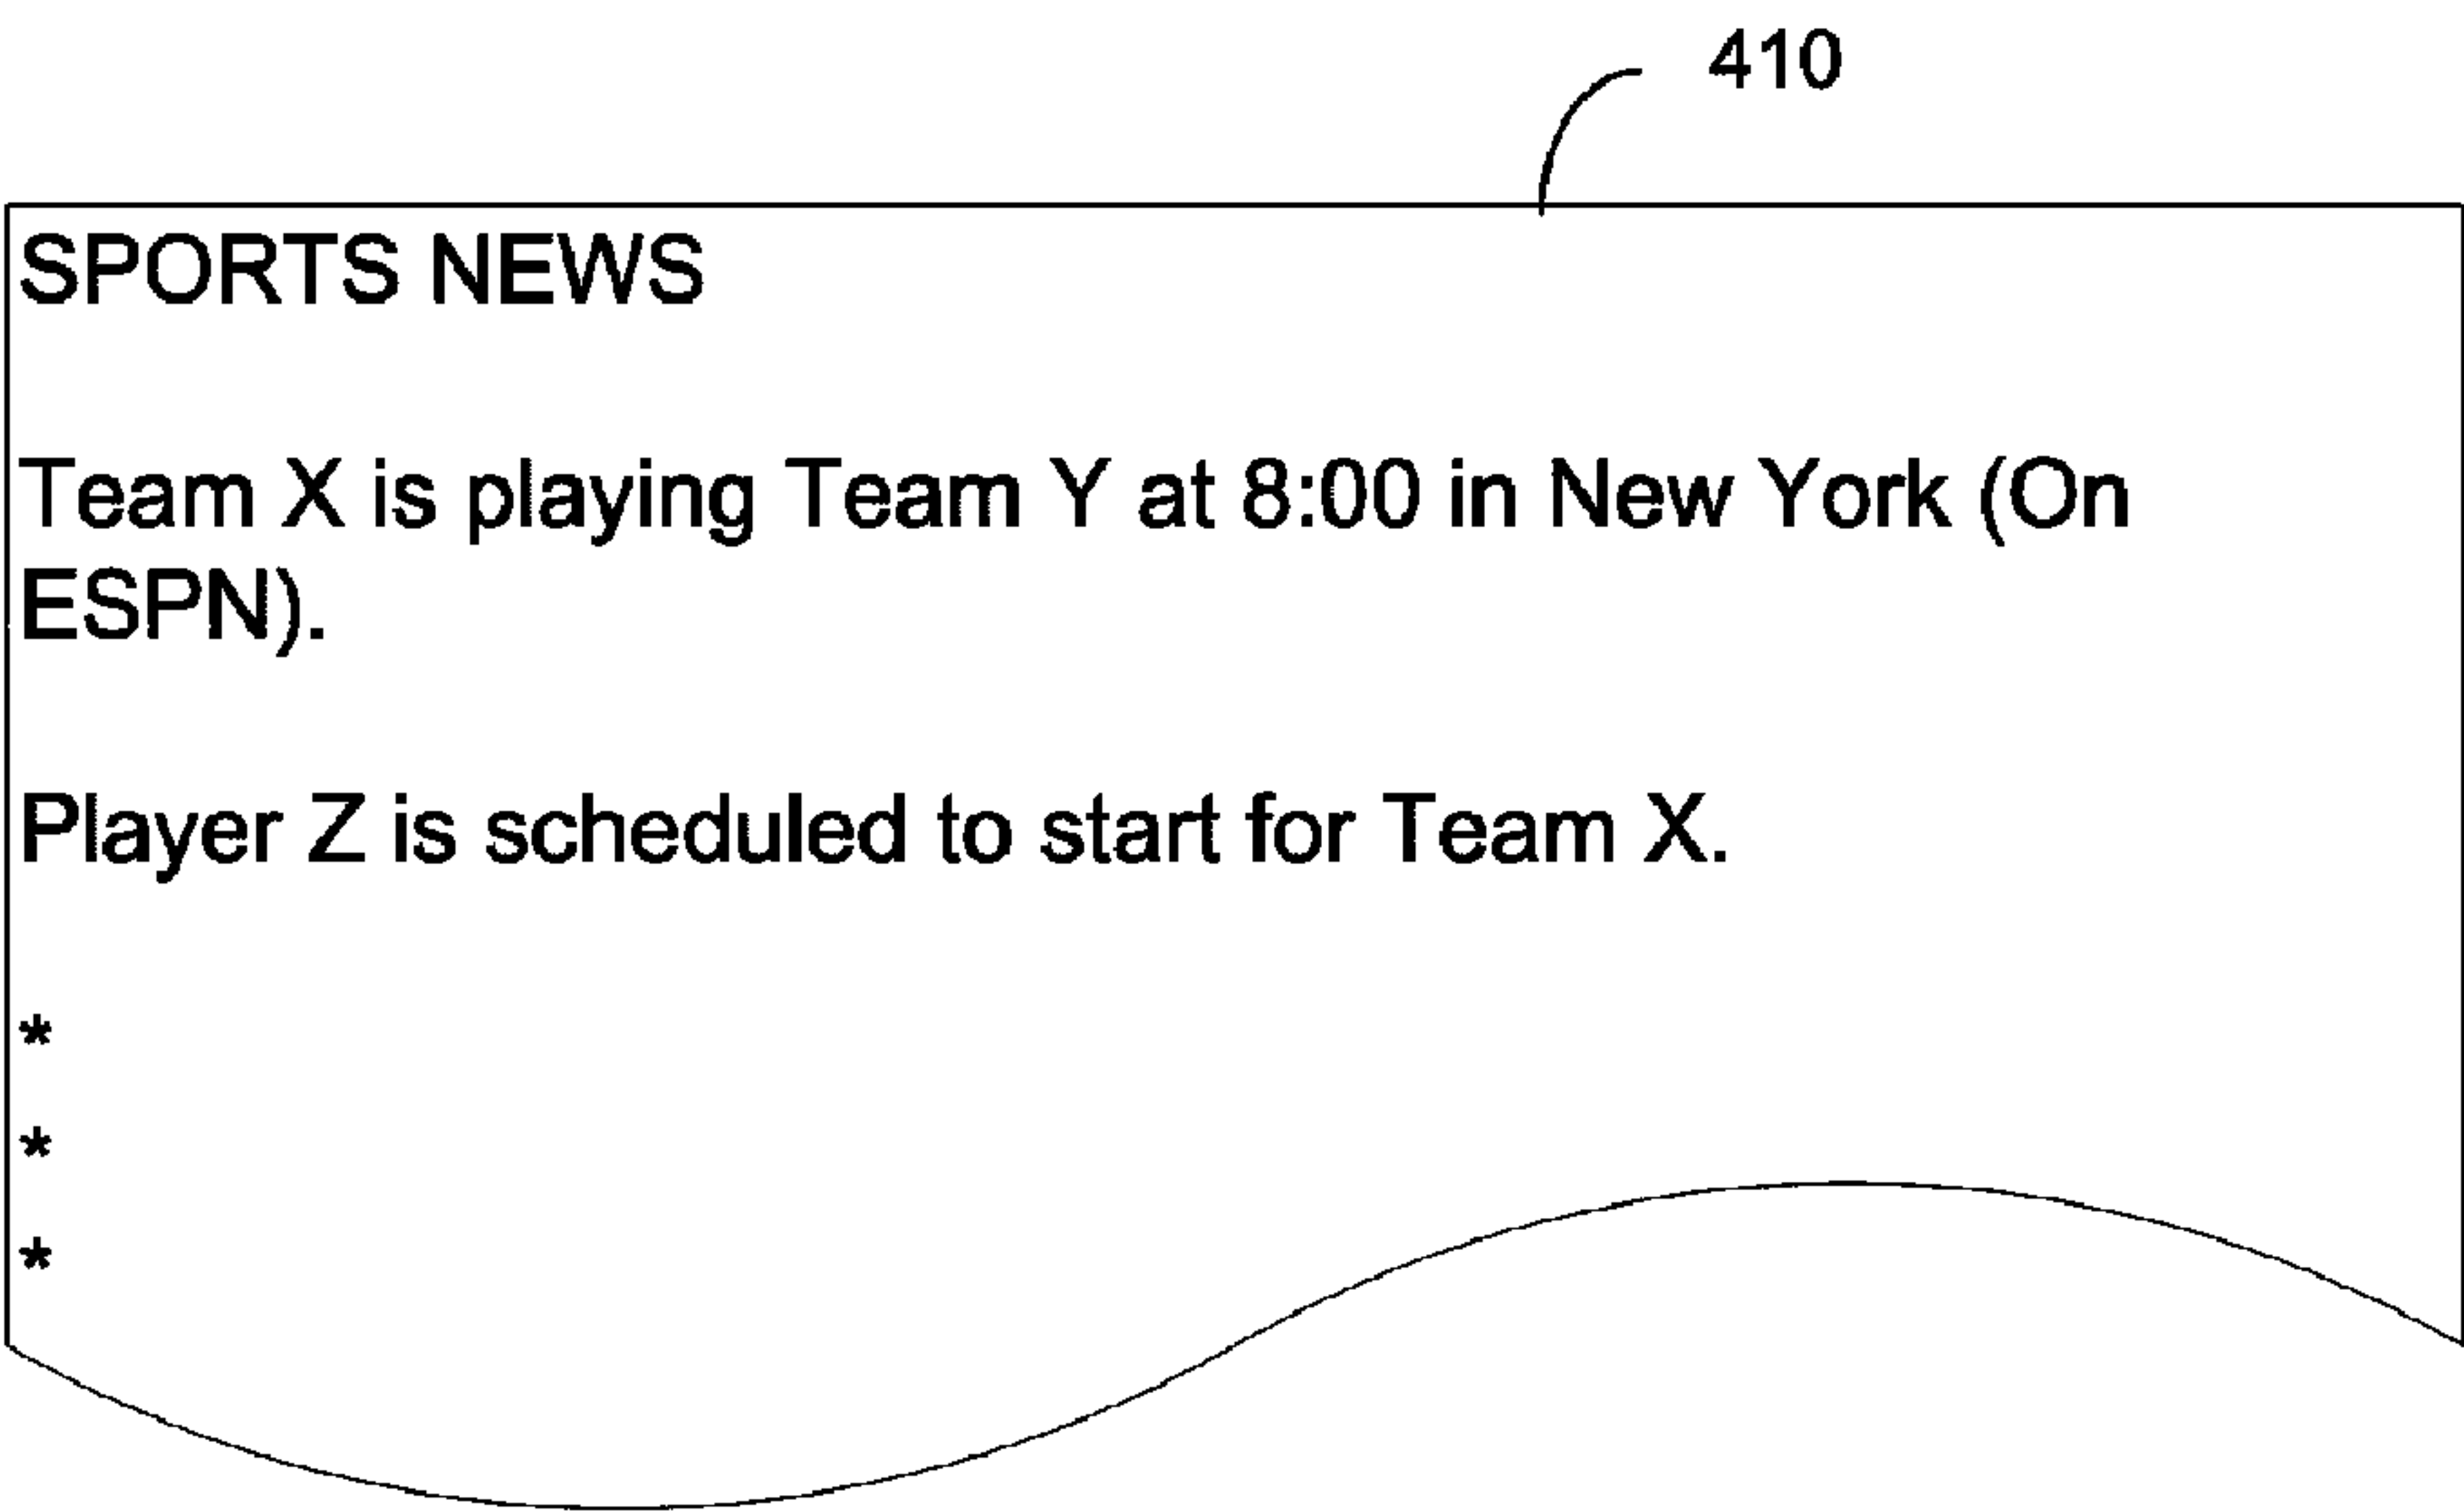 410
SPORTS NEWS
Team X is playing Team Y at 8:00 in New York (On
ESPN).
Player Z is scheduled to start for Team X.
*
*
*